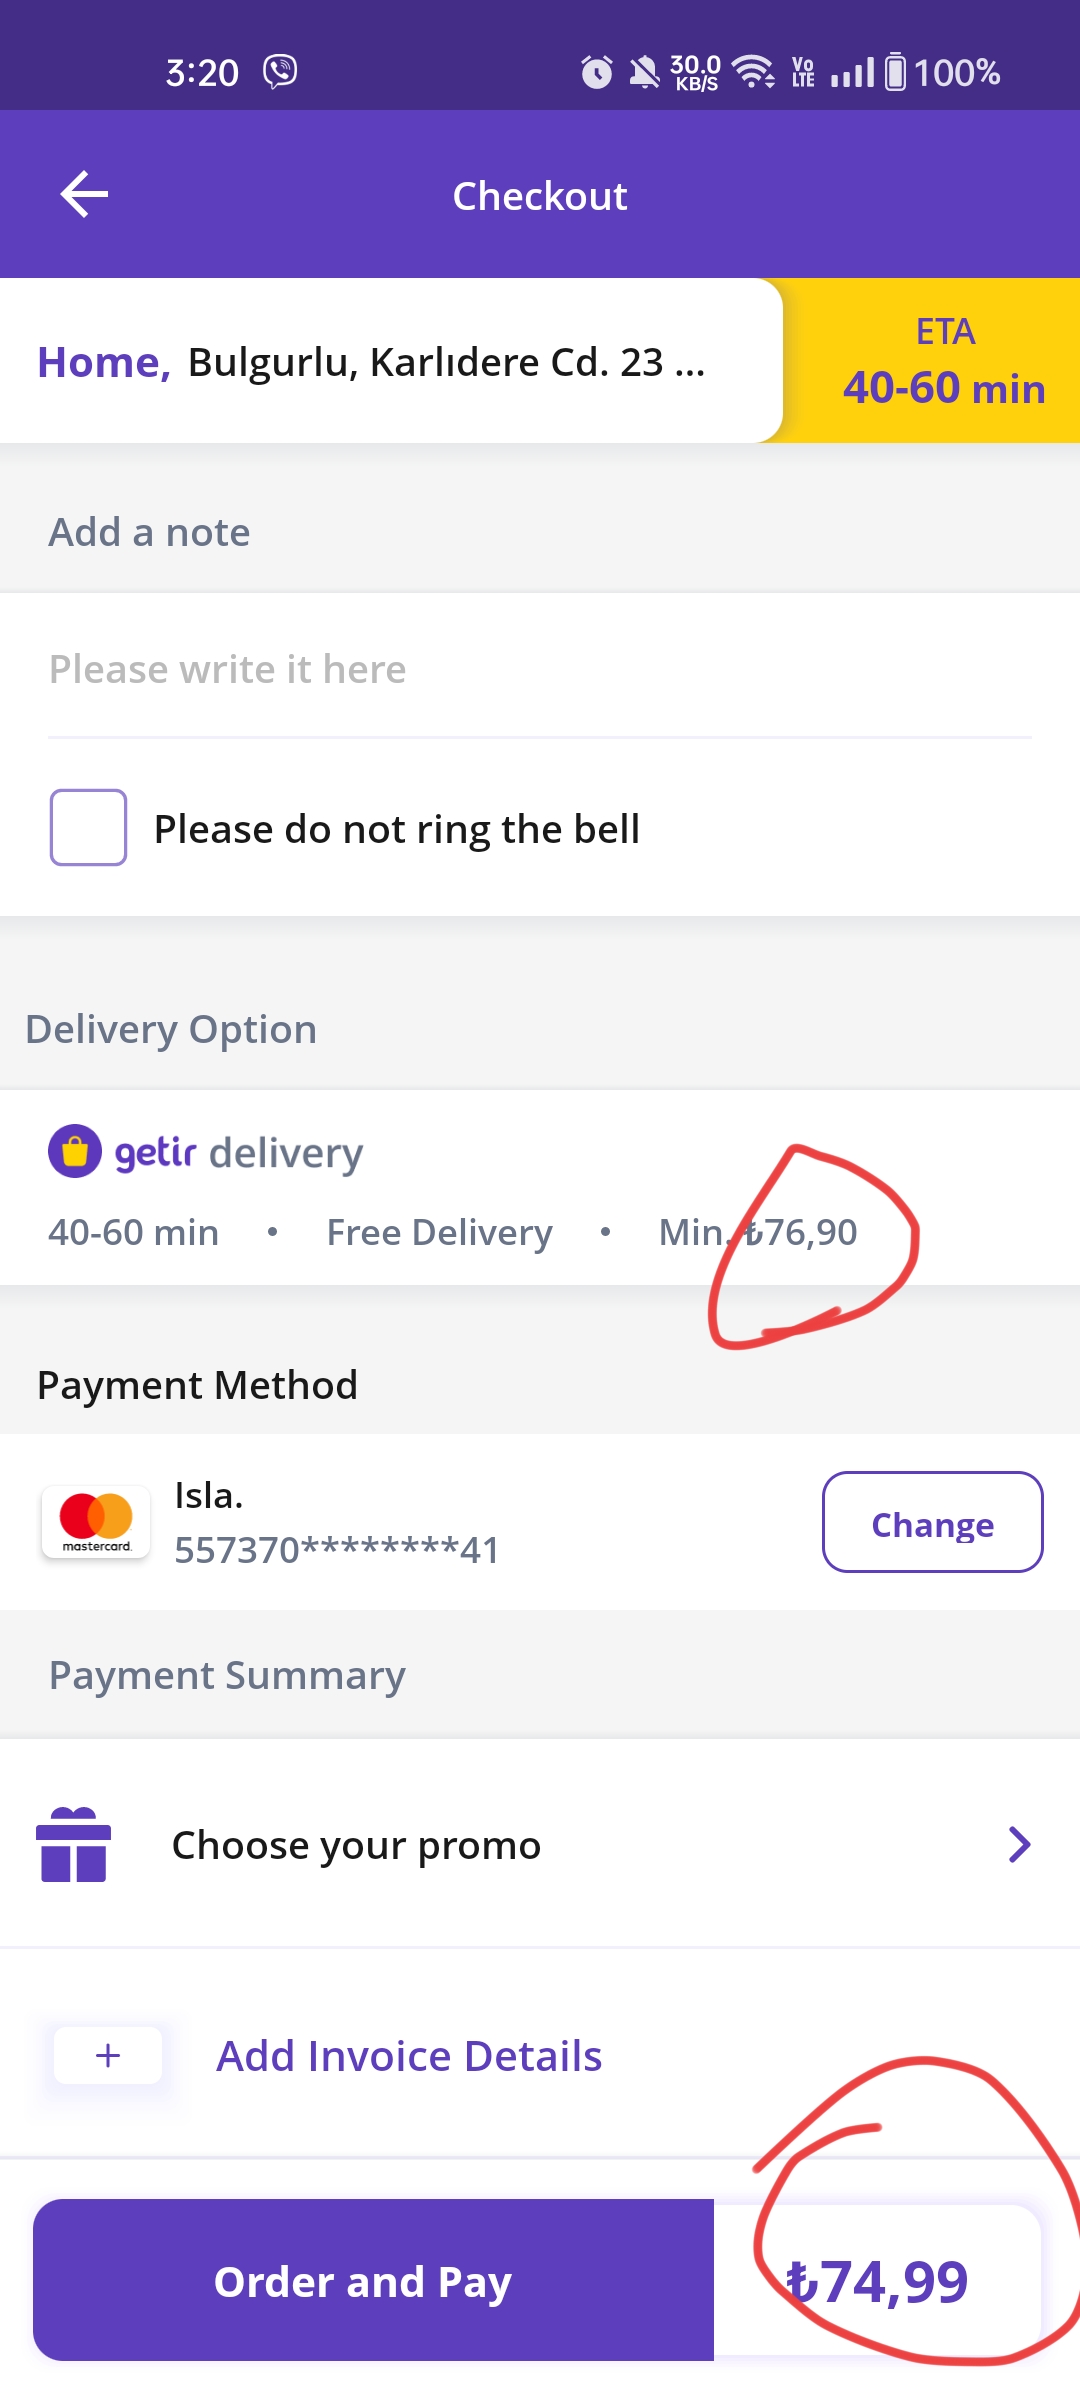 3:20 30.0 KB/S Vo LTE 100%
Checkout
Home, Bulgurlu, Karlıdere Cd. 23 ...
ETA
40-60 min
Add a note
Please write it here
Please do not ring the bell
Delivery Option
getir delivery
40-60 min • Free Delivery • Min. ₺76,90
Payment Method
mastercard.
Isla.
557370********41
Change
Payment Summary
Choose your promo
+ Add Invoice Details
Order and Pay ₺74,99